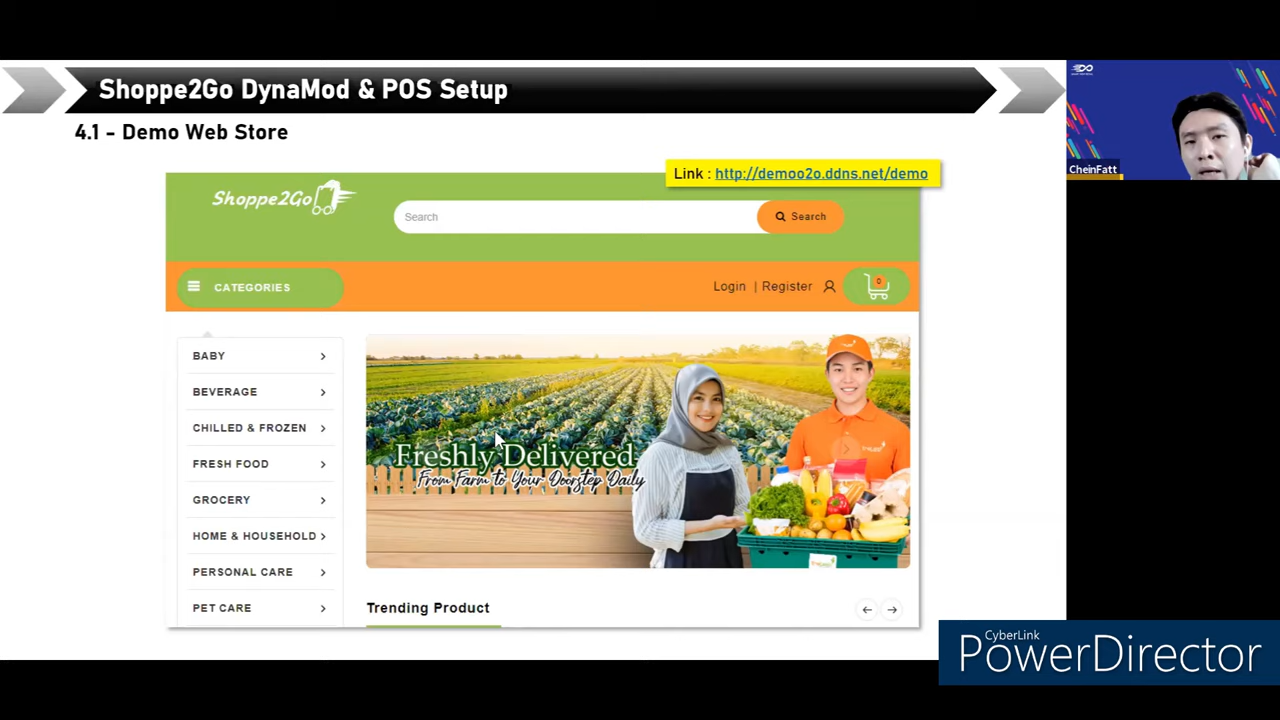 Shoppe2Go DynaMod & POS Setup
4.1 - Demo Web Store
Link : http://demoo2o.ddns.net/demo
CheinFatt
Shoppe2Go
Search
Search
CATEGORIES
Login | Register
0
BABY
BEVERAGE
CHILLED & FROZEN
FRESH FOOD
GROCERY
HOME & HOUSEHOLD
PERSONAL CARE
PET CARE
Freshly Delivered
From Farm to Your Doorstep Daily
Trending Product
CyberLink
PowerDirector